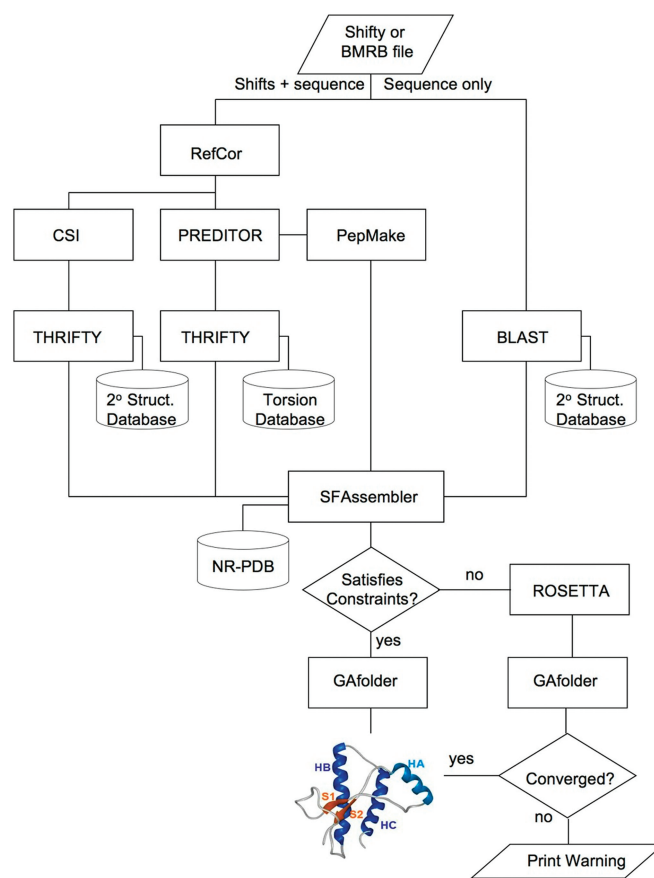 Shifty or
BMRB file
Shifts + sequence
Sequence only
RefCor
CSI
PREDITOR
PepMake
THRIFTY
THRIFTY
BLAST
2º Struct.
Database
Torsion
Database
2º Struct.
Database
SFAssembler
NR-PDB
Satisfies
Constraints?
no
ROSETTA
yes
GAfolder
GAfolder
HB
HA
S1
S2
HC
yes
Converged?
no
Print Warning